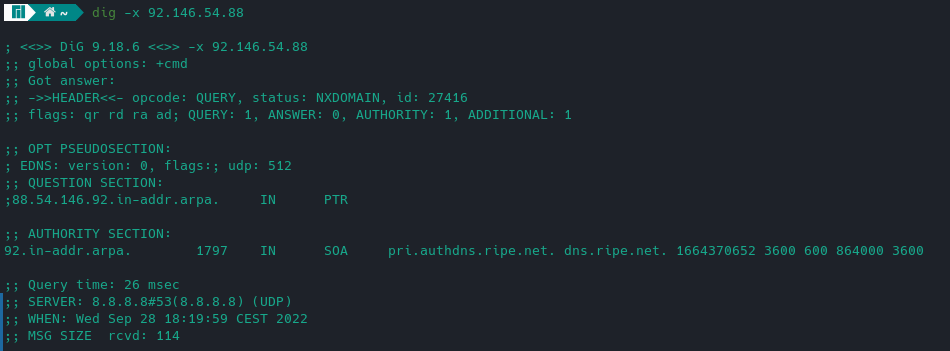 ~ dig -x 92.146.54.88
; <<>> DiG 9.18.6 <<>> -x 92.146.54.88
;; global options: +cmd
;; Got answer:
;; ->>HEADER<<- opcode: QUERY, status: NXDOMAIN, id: 27416
;; flags: qr rd ra ad; QUERY: 1, ANSWER: 0, AUTHORITY: 1, ADDITIONAL: 1
;; OPT PSEUDOSECTION:
; EDNS: version: 0, flags:; udp: 512
;; QUESTION SECTION:
;88.54.146.92.in-addr.arpa. IN PTR
;; AUTHORITY SECTION:
92.in-addr.arpa. 1797 IN SOA pri.authdns.ripe.net. dns.ripe.net. 1664370652 3600 600 864000 3600
;; Query time: 26 msec
;; SERVER: 8.8.8.8#53(8.8.8.8) (UDP)
;; WHEN: Wed Sep 28 18:19:59 CEST 2022
;; MSG SIZE rcvd: 114